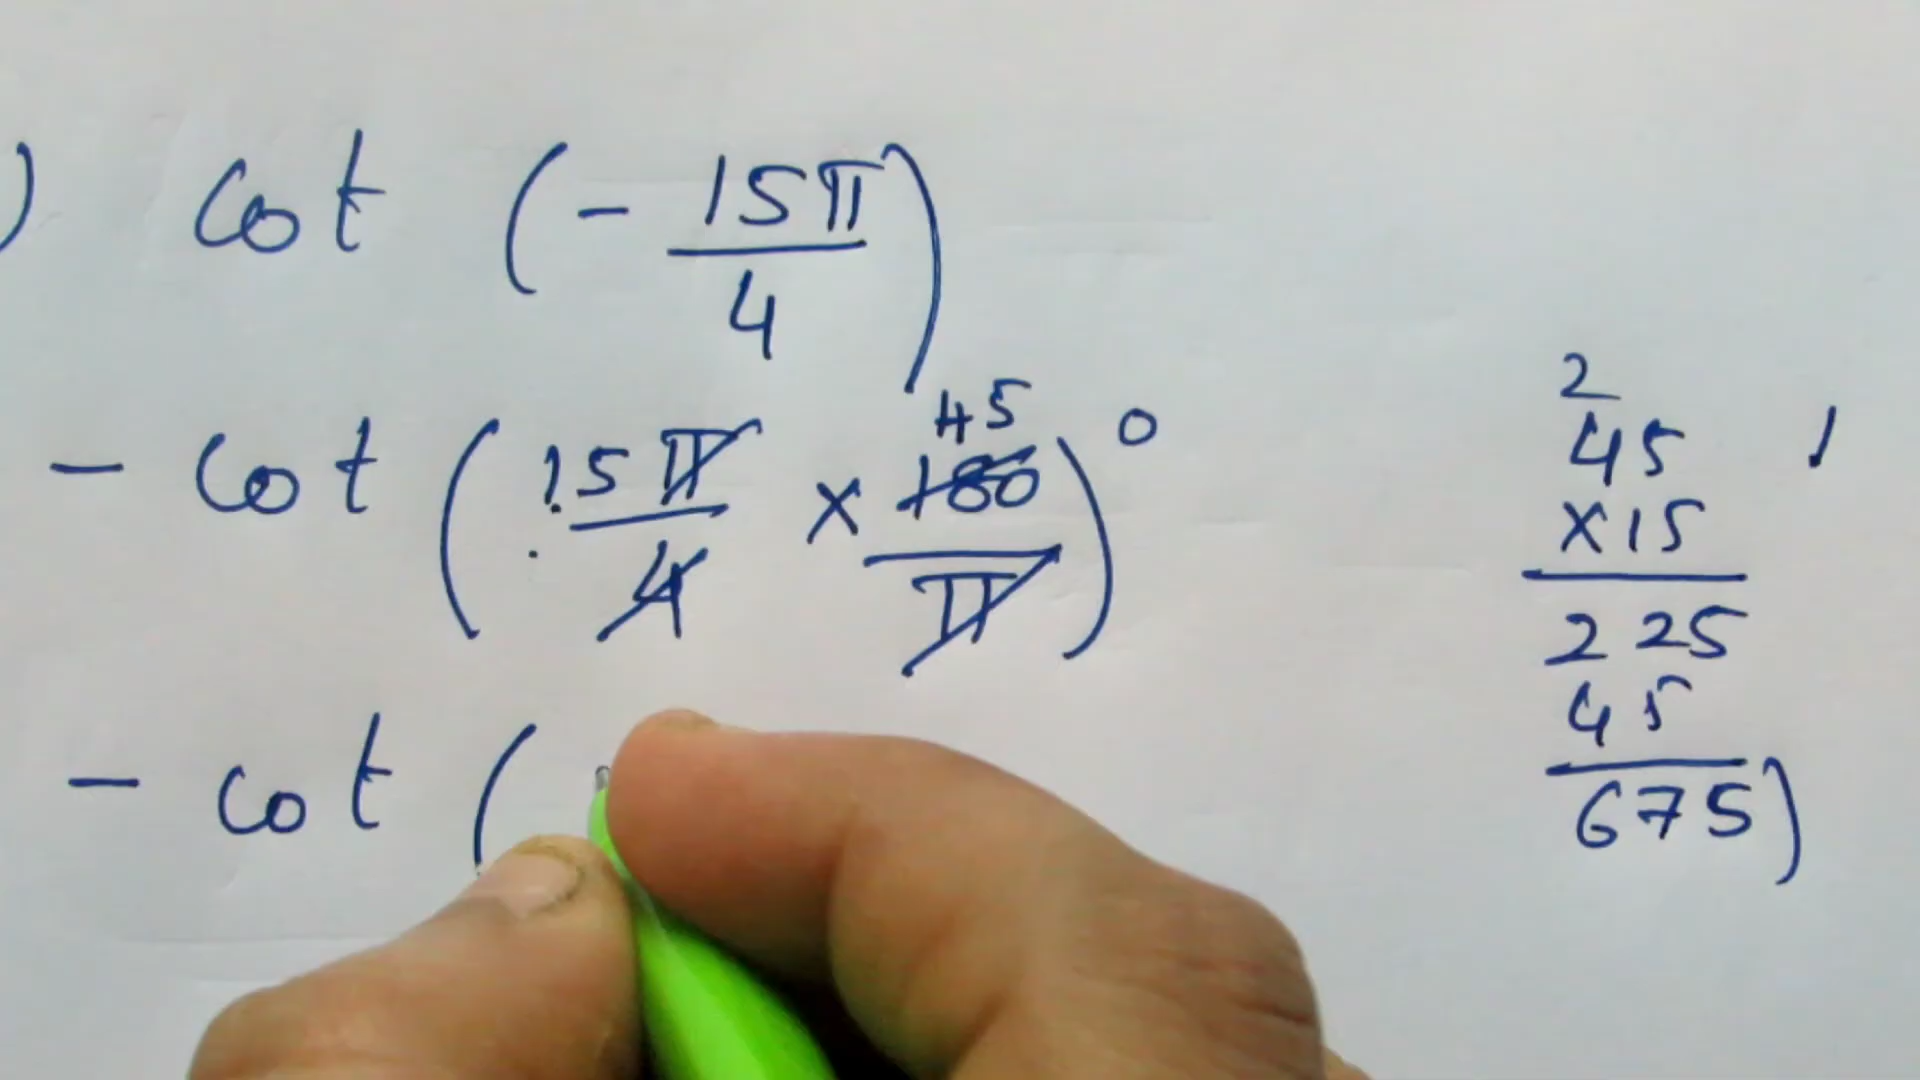 ) cot (- 15π/4)
- cot (15π/4 × 180/π)°
45
- cot (
2
45
×15
225
45
675)